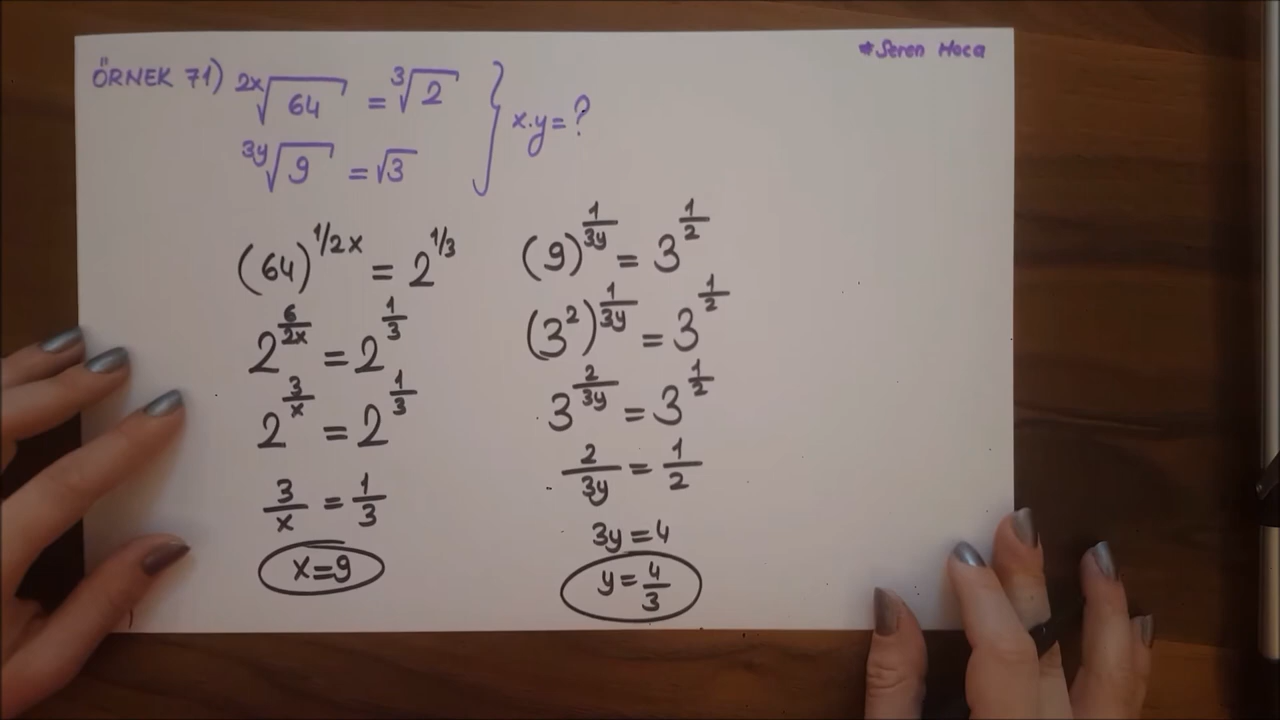 *Seren Hoca
ÖRNEK 71) ²ˣ√64 = ³√2
³ʸ√9 = √3
} x.y=?
(64)^(1/2x) = 2^(1/3)
2^(6/2x) = 2^(1/3)
2^(3/x) = 2^(1/3)
3/x = 1/3
x=9
(9)^(1/3y) = 3^(1/2)
(3²)^(1/3y) = 3^(1/2)
3^(2/3y) = 3^(1/2)
2/3y = 1/2
3y=4
y=4/3